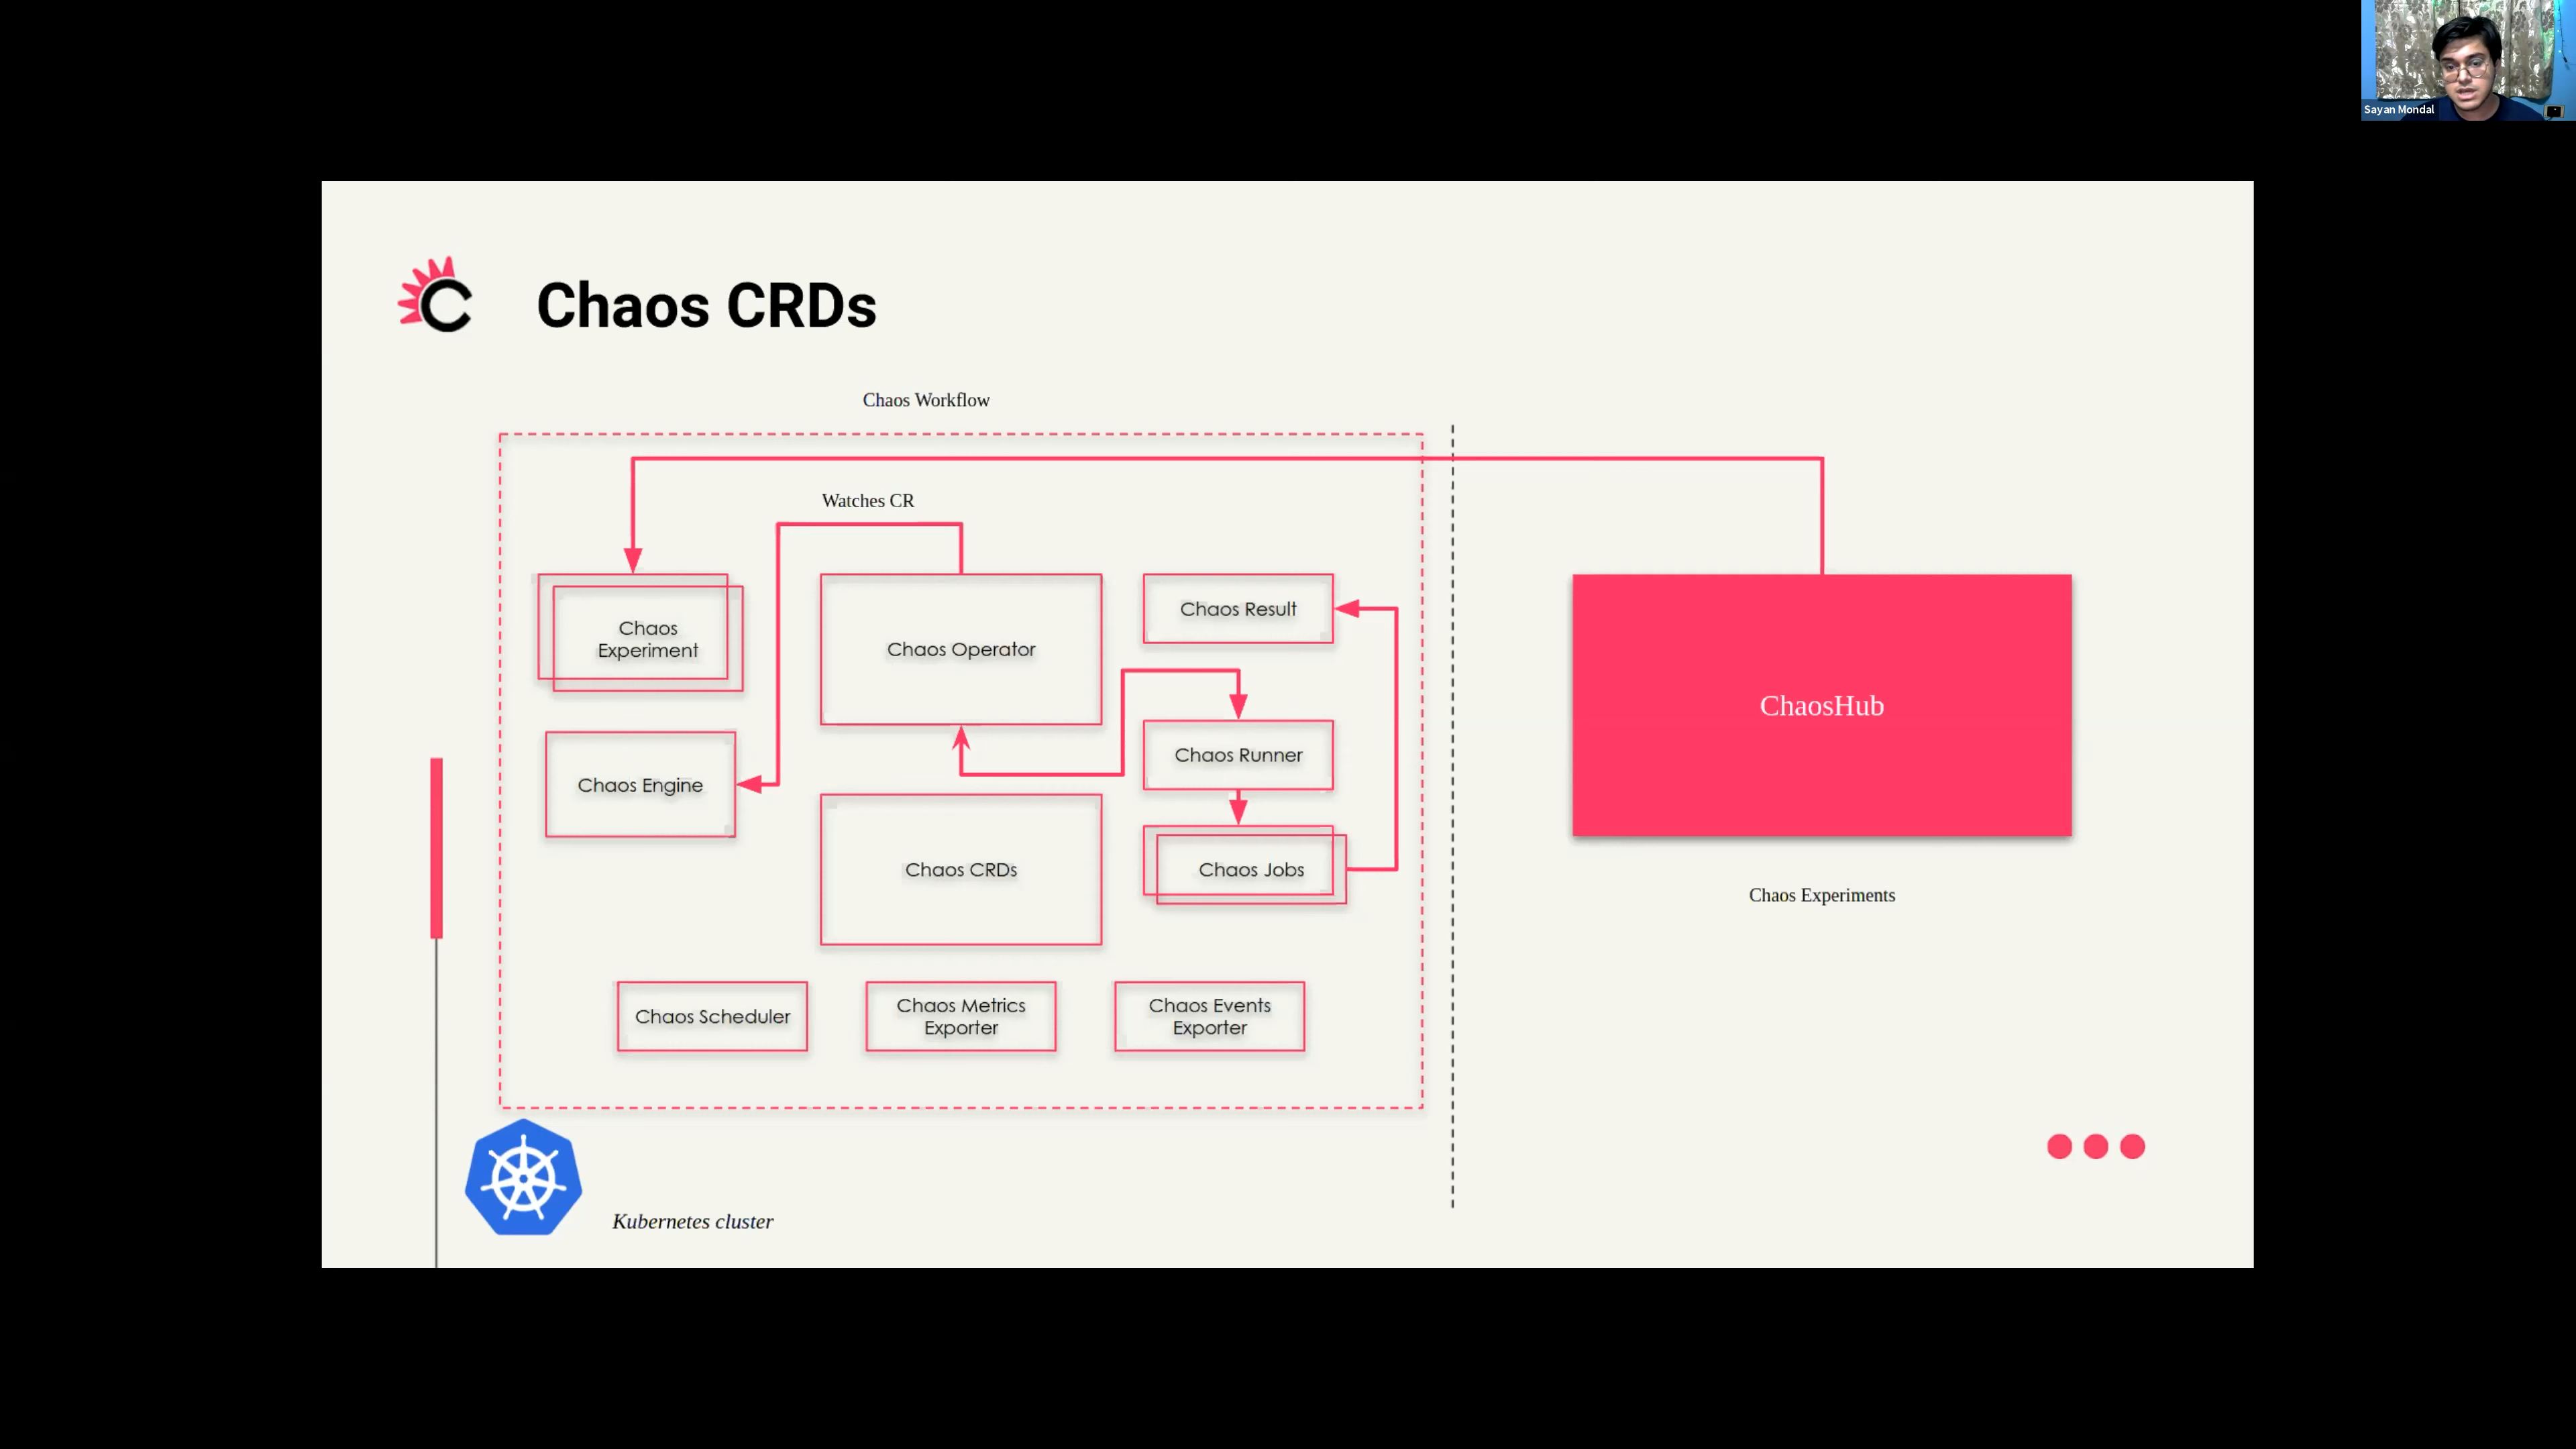 Sayan Mondal
Chaos CRDs
Chaos Workflow
Watches CR
Chaos
Experiment
Chaos Operator
Chaos Result
Chaos Runner
Chaos Engine
Chaos CRDs
Chaos Jobs
Chaos Scheduler
Chaos Metrics
Exporter
Chaos Events
Exporter
Kubernetes cluster
ChaosHub
Chaos Experiments